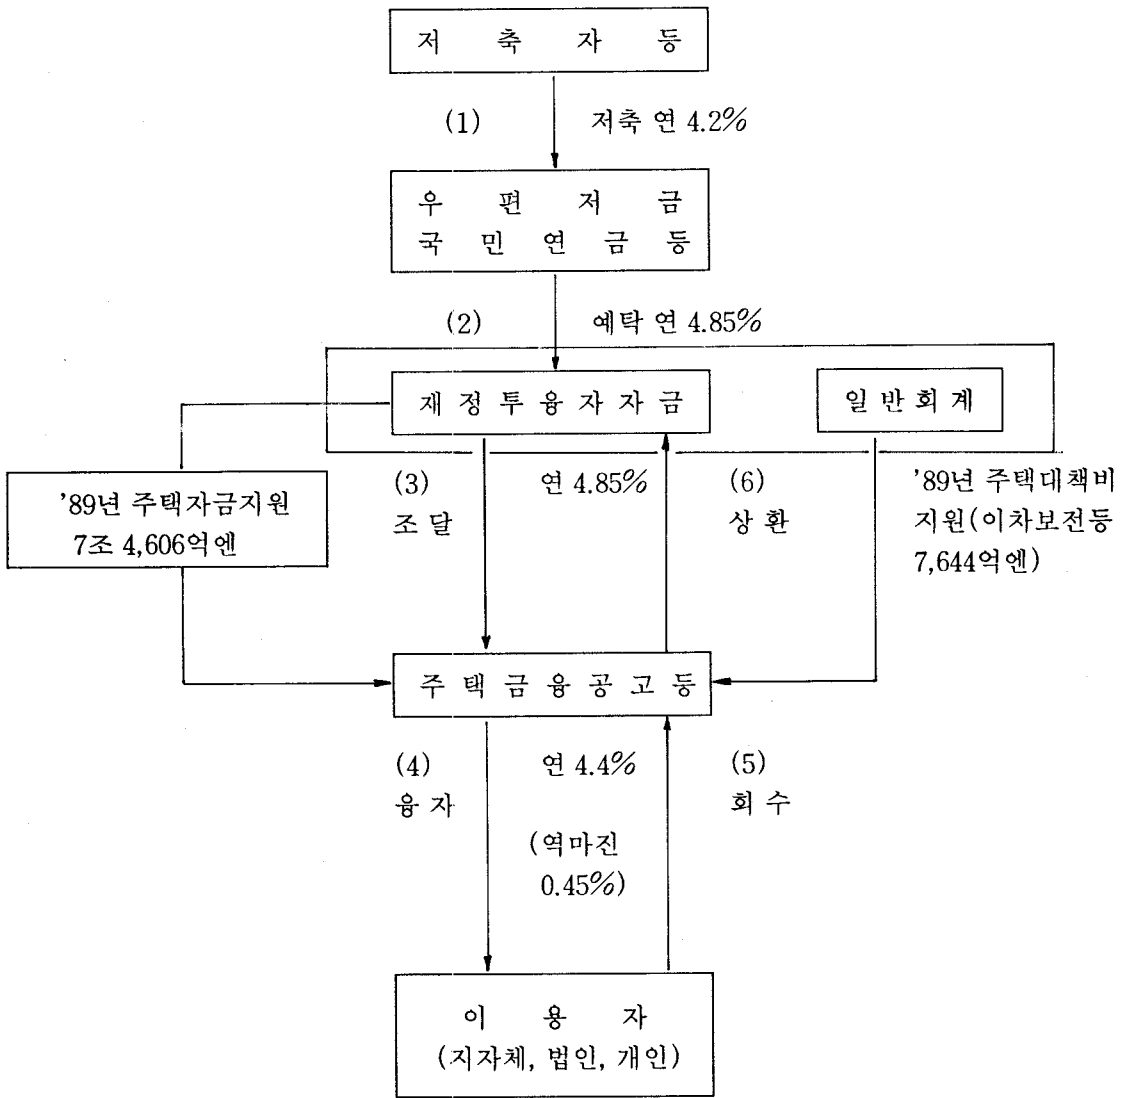 저 축 자 등
(1) 저축 연 4.2%
우 편 저 금
국 민 연 금 등
(2) 예탁 연 4.85%
재 정 투 융 자 자 금
일 반 회 계
'89년 주택자금지원
7조 4,606억엔
(3)
조 달
연 4.85%
(6)
상 환
'89년 주택대책비
지원(이차보전등
7,644억엔)
주 택 금 융 공 고 등
(4)
융 자
연 4.4%
(역마진
0.45%)
(5)
회 수
이 용 자
(지자체, 법인, 개인)